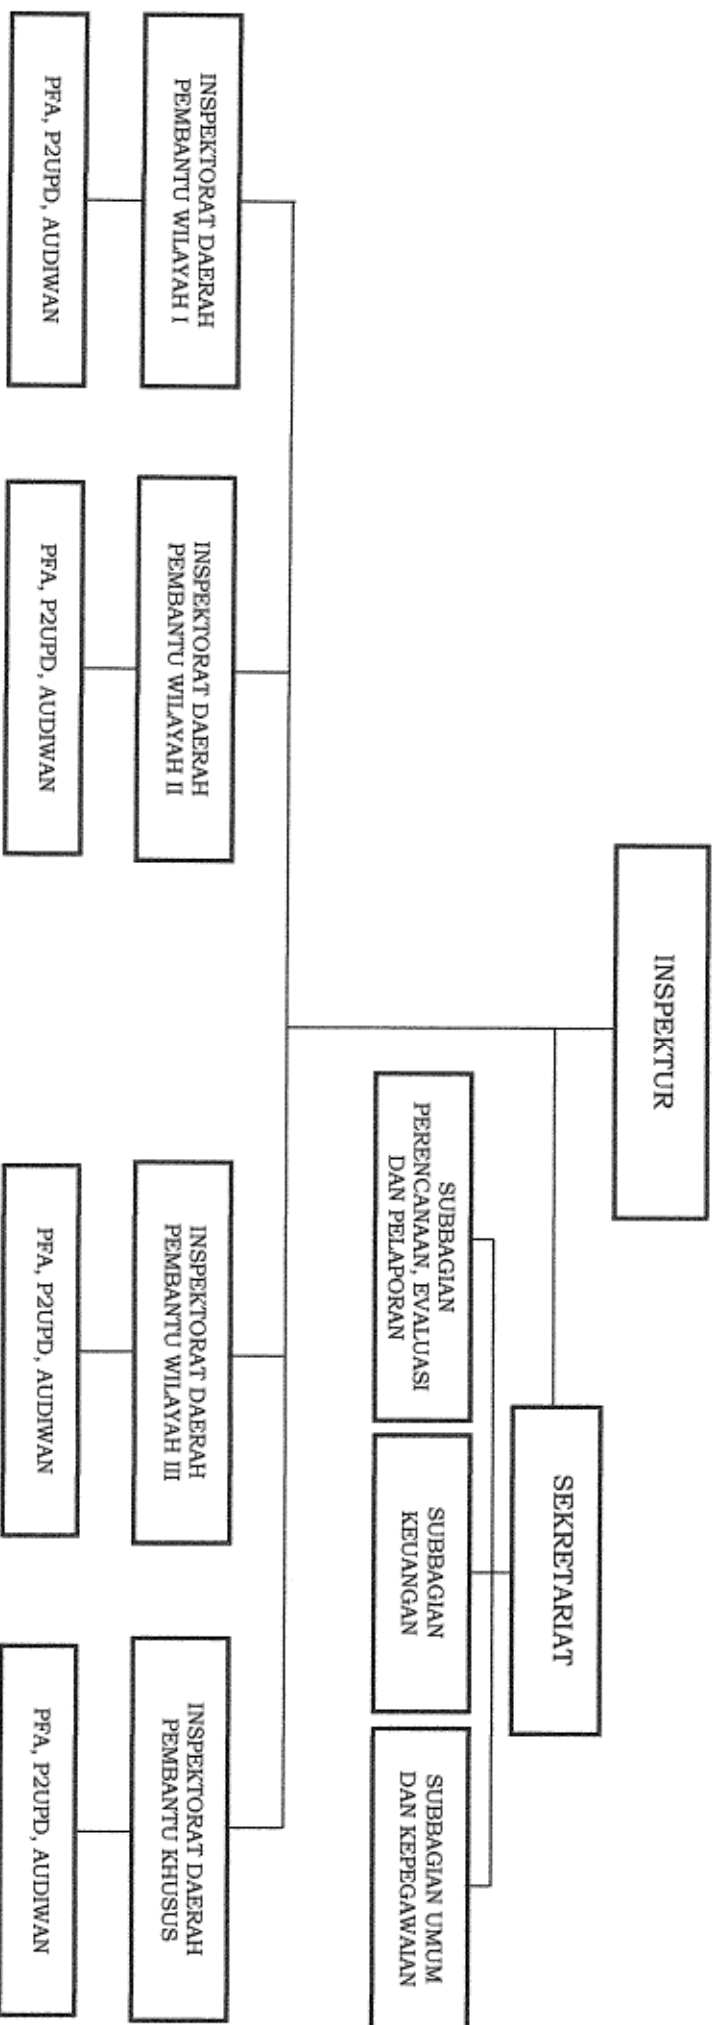 INSPEKTUR
SEKRETARIAT
SUBBAGIAN
PERENCANAAN, EVALUASI
DAN PELAPORAN
SUBBAGIAN
KEUANGAN
SUBBAGIAN UMUM
DAN KEPEGAWAIAN
INSPEKTORAT DAERAH
PEMBANTU WILAYAH I
INSPEKTORAT DAERAH
PEMBANTU WILAYAH II
INSPEKTORAT DAERAH
PEMBANTU WILAYAH III
INSPEKTORAT DAERAH
PEMBANTU KHUSUS
PFA, P2UPD, AUDIWAN
PFA, P2UPD, AUDIWAN
PFA, P2UPD, AUDIWAN
PFA, P2UPD, AUDIWAN